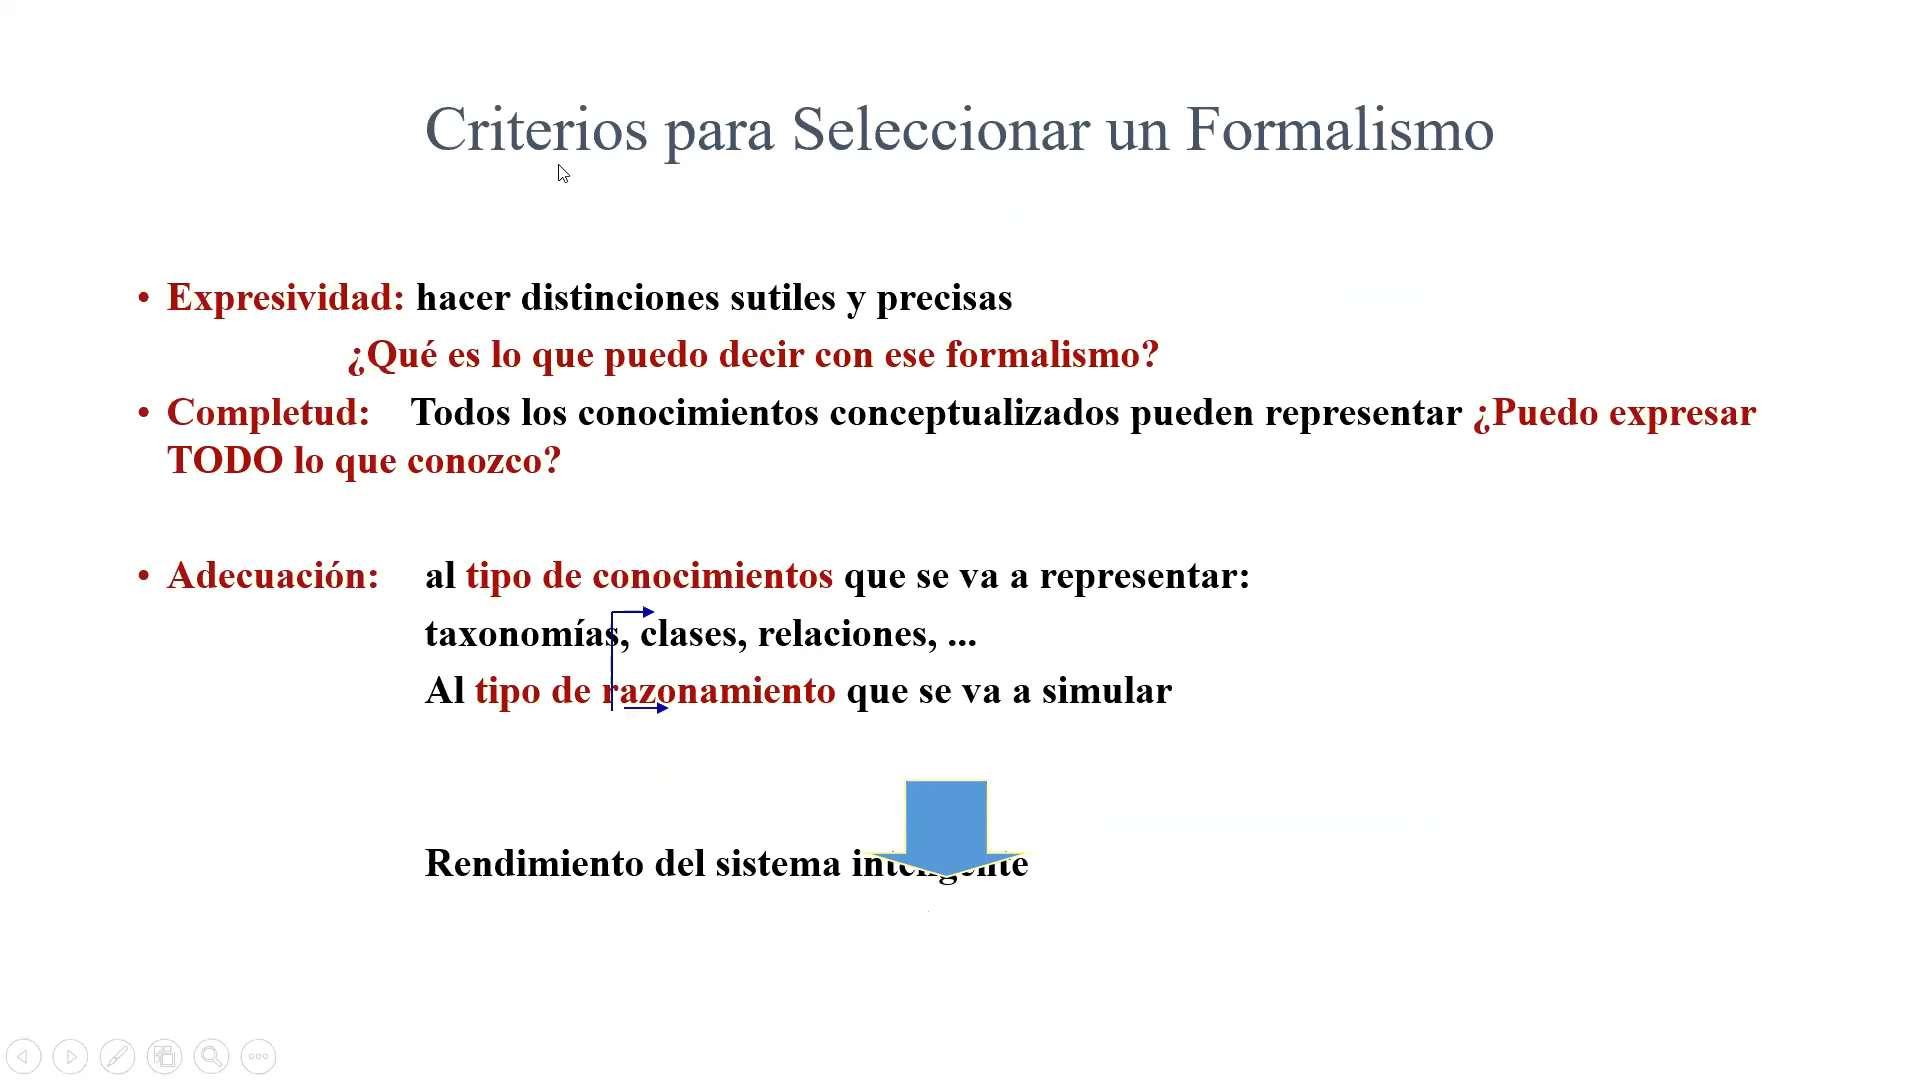 Criterios para Seleccionar un Formalismo
• Expresividad: hacer distinciones sutiles y precisas
¿Qué es lo que puedo decir con ese formalismo?
• Completud: Todos los conocimientos conceptualizados pueden representar ¿Puedo expresar
TODO lo que conozco?
• Adecuación: al tipo de conocimientos que se va a representar:
taxonomías, clases, relaciones, ...
Al tipo de razonamiento que se va a simular
Rendimiento del sistema inteligente